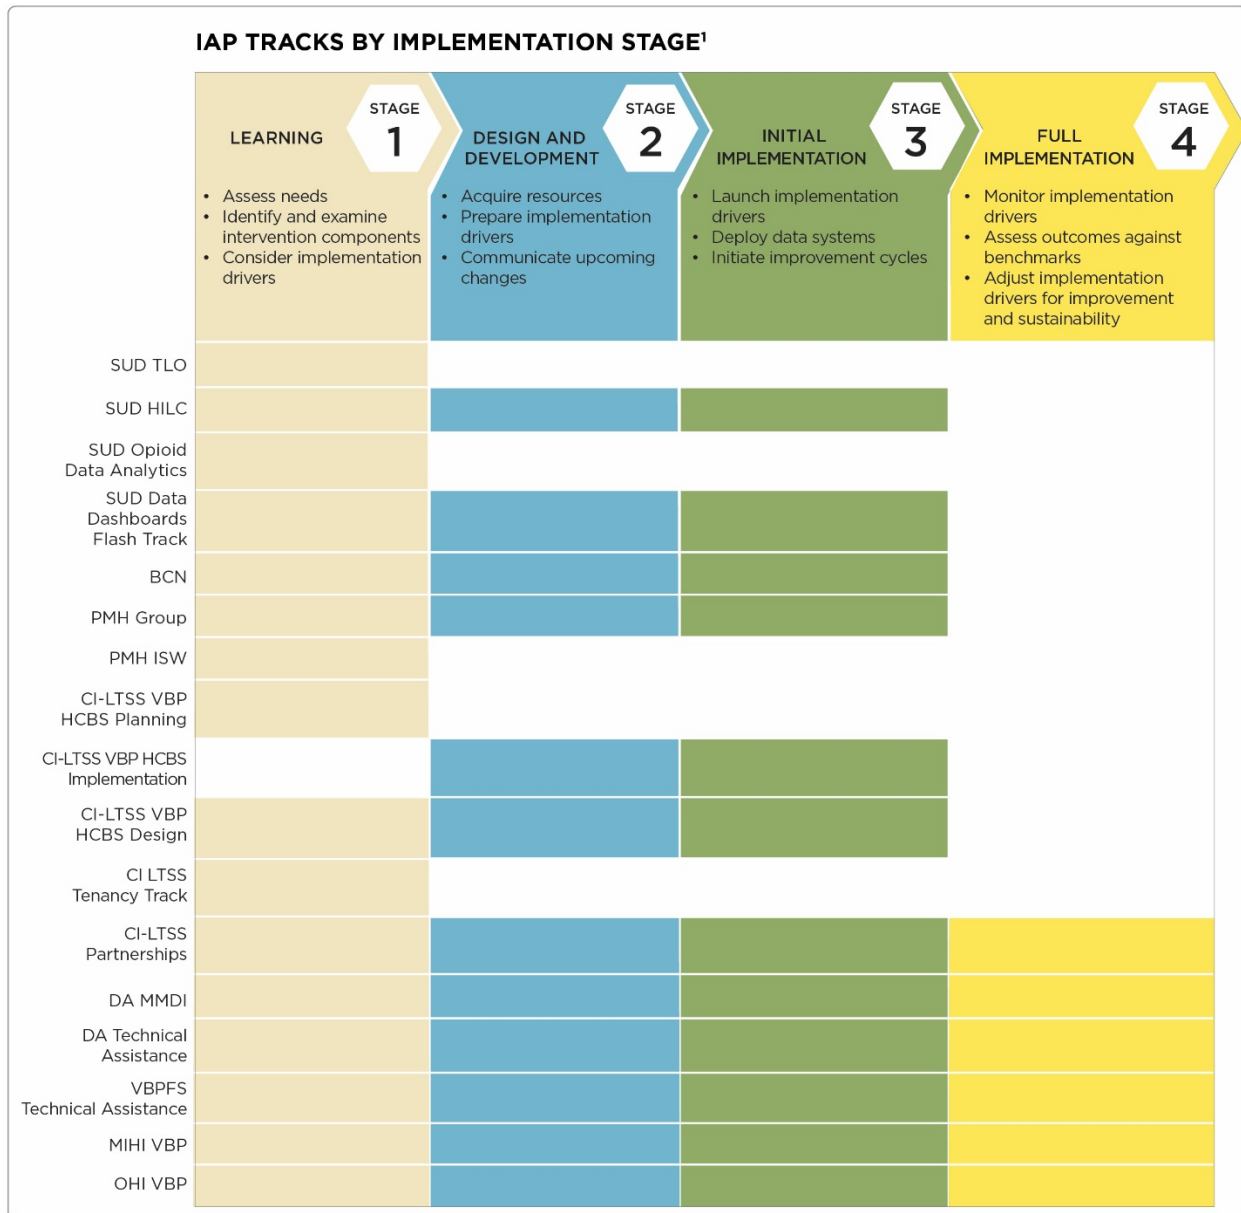 IAP TRACKS BY IMPLEMENTATION STAGE¹
STAGE
1
LEARNING
• Assess needs
• Identify and examine
intervention components
• Consider implementation
drivers
STAGE
2
DESIGN AND
DEVELOPMENT
• Acquire resources
• Prepare implementation
drivers
• Communicate upcoming
changes
STAGE
3
INITIAL
IMPLEMENTATION
• Launch implementation
drivers
• Deploy data systems
• Initiate improvement cycles
STAGE
4
FULL
IMPLEMENTATION
• Monitor implementation
drivers
• Assess outcomes against
benchmarks
• Adjust implementation
drivers for improvement
and sustainability
SUD TLO
SUD HILC
SUD Opioid
Data Analytics
SUD Data
Dashboards
Flash Track
BCN
PMH Group
PMH ISW
CI-LTSS VBP
HCBS Planning
CI-LTSS VBP HCBS
Implementation
CI-LTSS VBP
HCBS Design
CI LTSS
Tenancy Track
CI-LTSS
Partnerships
DA MMDI
DA Technical
Assistance
VBPFS
Technical Assistance
MIHI VBP
OHI VBP